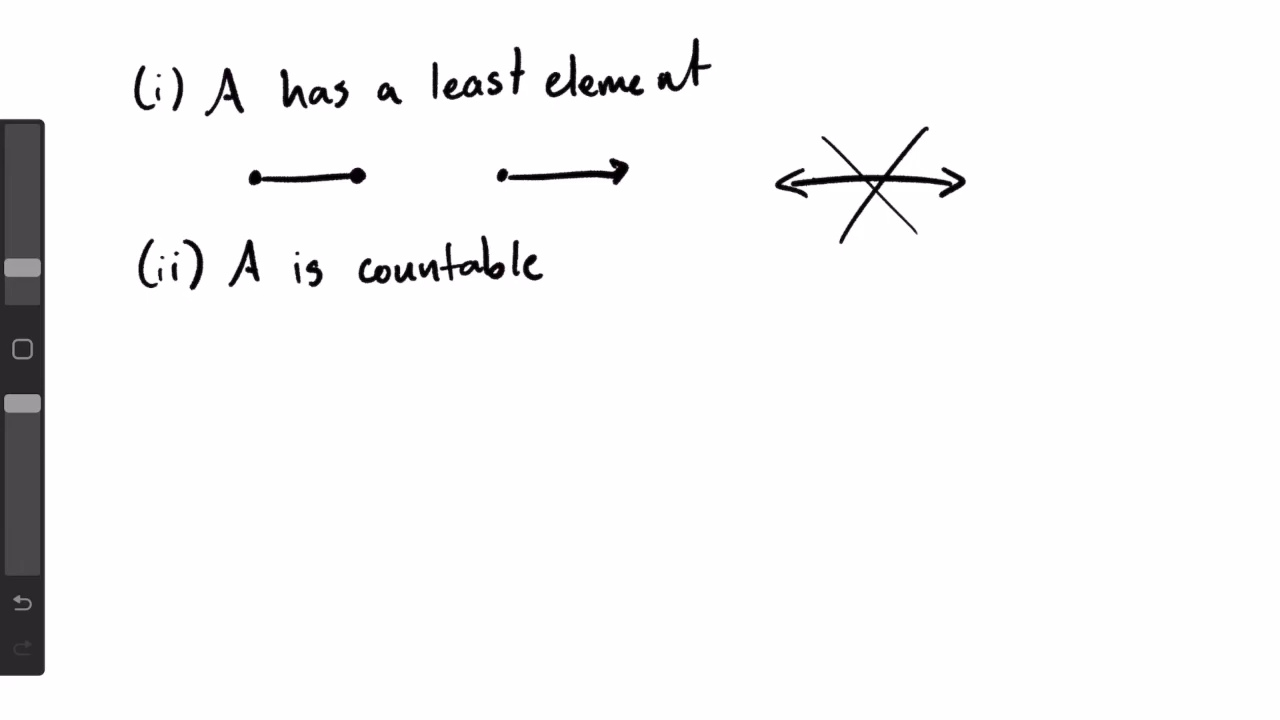 (i) A has a least element
(ii) A is countable